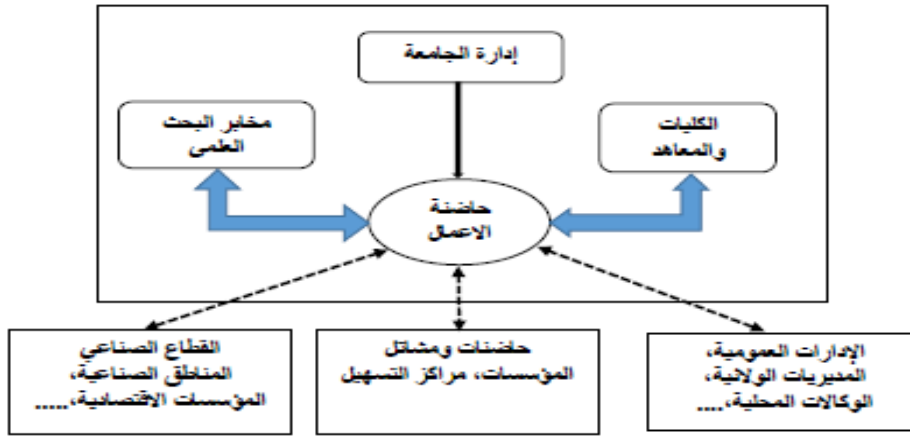 إدارة الجامعة
الكليات
والمعاهد
مخابر البحث
العلمي
حاضنة
الاعمال
الإدارات العمومية،
المديريات الولائية،
الوكالات المحلية،....
حاضنات ومشاتل
المؤسسات، مراكز التسهيل
القطاع الصناعي
المناطق الصناعية،
المؤسسات الاقتصادية،.....